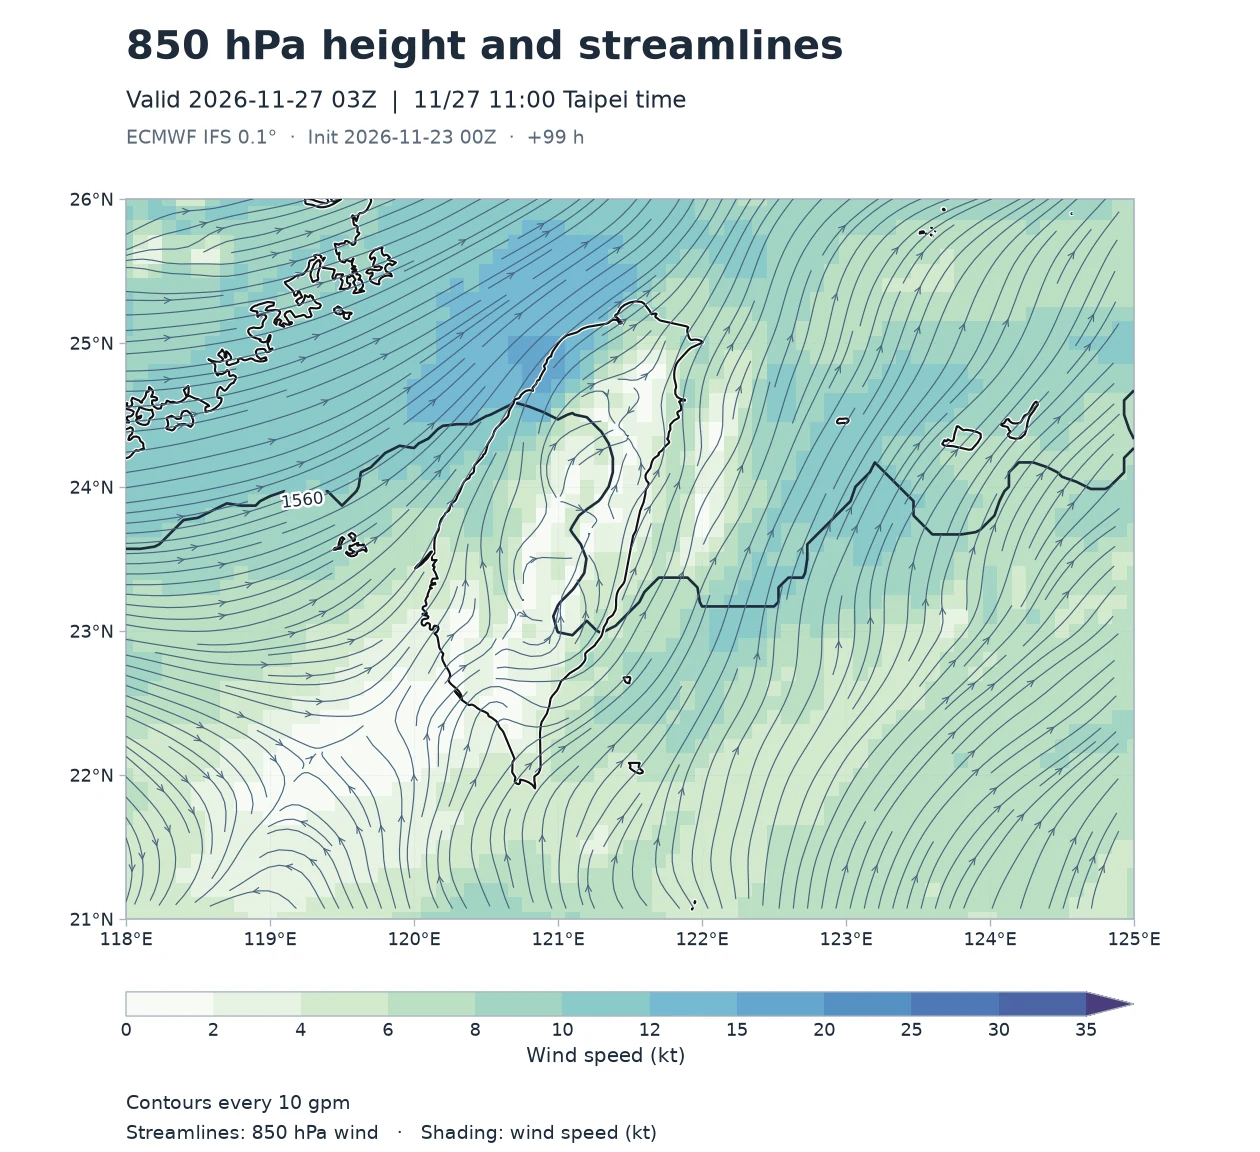 850 hPa height and streamlines
Valid 2026-11-27 03Z | 11/27 11:00 Taipei time
ECMWF IFS 0.1° · Init 2026-11-23 00Z · +99 h
26°N
25°N
24°N
23°N
22°N
21°N
1560
118°E 119°E 120°E 121°E 122°E 123°E 124°E 125°E
0 2 4 6 8 10 12 15 20 25 30 35
Wind speed (kt)
Contours every 10 gpm
Streamlines: 850 hPa wind · Shading: wind speed (kt)